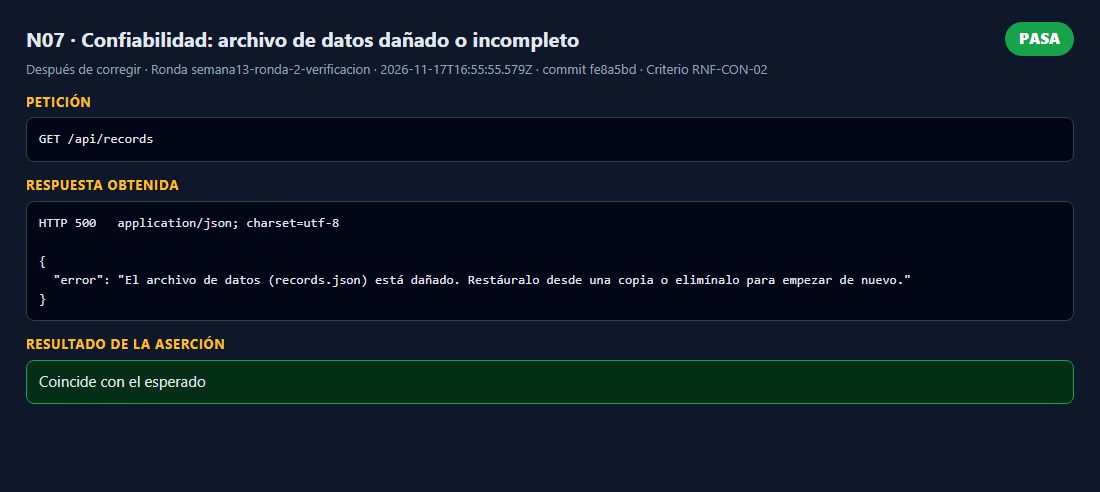 N07 · Confiabilidad: archivo de datos dañado o incompleto
PASA
Después de corregir · Ronda semana13-ronda-2-verificacion · 2026-11-17T16:55:55.579Z · commit fe8a5bd · Criterio RNF-CON-02
PETICIÓN
GET /api/records
RESPUESTA OBTENIDA
HTTP 500   application/json; charset=utf-8
{
  "error": "El archivo de datos (records.json) está dañado. Restáuralo desde una copia o elimínalo para empezar de nuevo."
}
RESULTADO DE LA ASERCIÓN
Coincide con el esperado